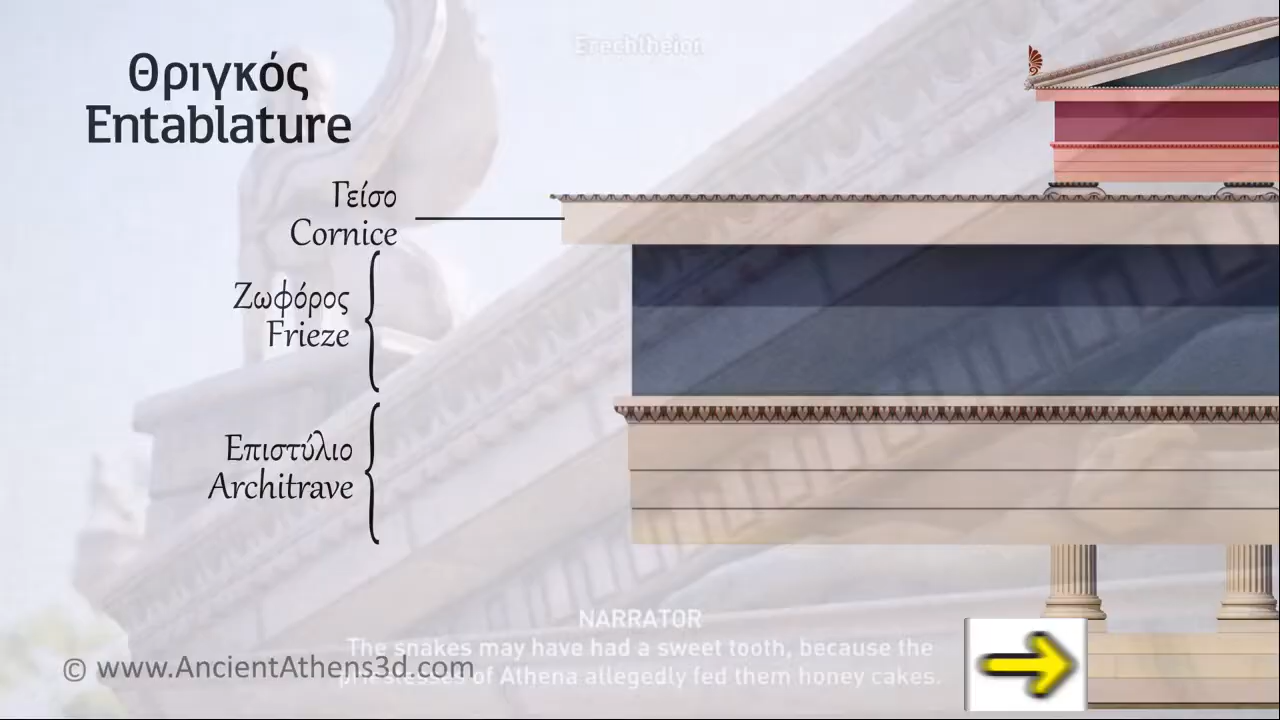 Erechtheion
Θριγκός
Entablature
Γείσο
Cornice
Ζωφόρος
Frieze
Επιστύλιο
Architrave
NARRATOR
The snakes may have had a sweet tooth, because the
priestesses of Athena allegedly fed them honey cakes.
© www.AncientAthens3d.com